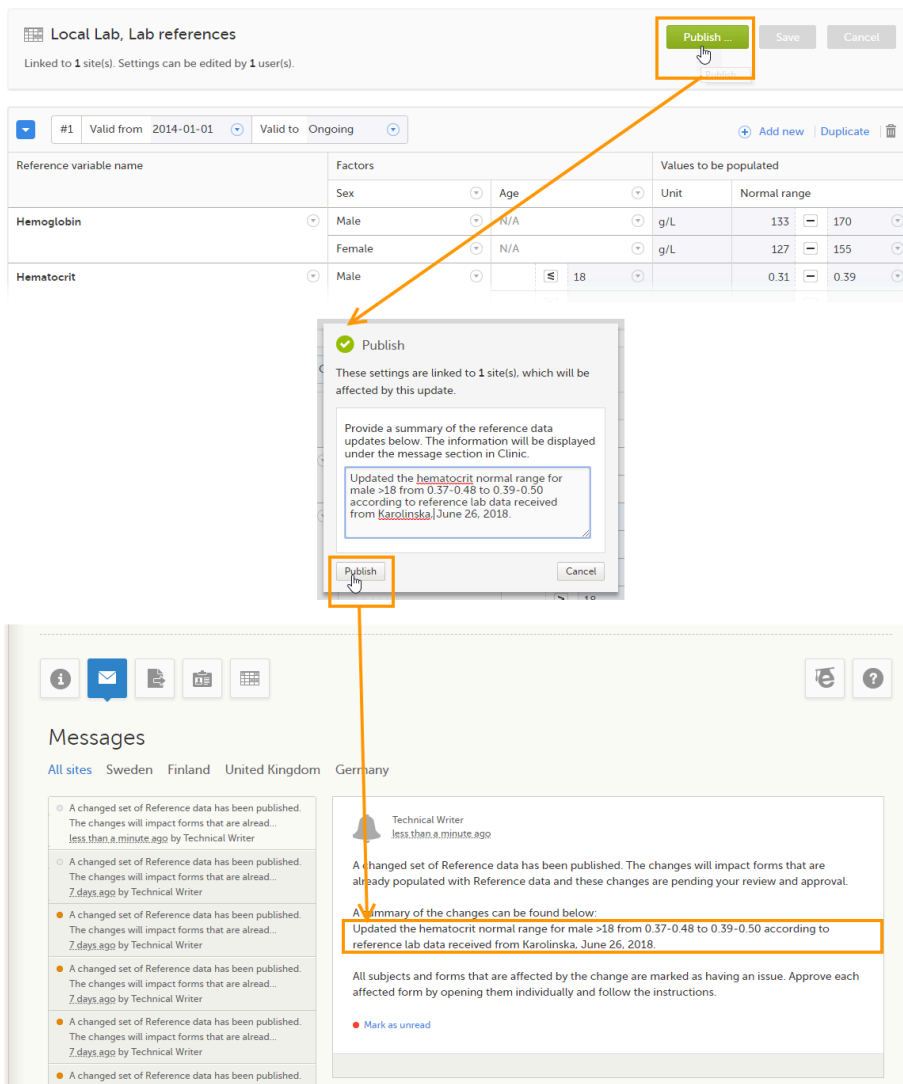 Local Lab, Lab references
Publish ...
Save
Cancel
Linked to 1 site(s). Settings can be edited by 1 user(s).
Publish...
#1 Valid from 2014-01-01 Valid to Ongoing
Add new | Duplicate
Reference variable name Factors Values to be populated
Sex Age Unit Normal range
Hemoglobin Male N/A g/L 133 – 170
Female N/A g/L 127 – 155
Hematocrit Male ≤ 18 0.31 – 0.39
Publish
These settings are linked to 1 site(s), which will be
affected by this update.
Provide a summary of the reference data
updates below. The information will be displayed
under the message section in Clinic.
Updated the hematocrit normal range for
male >18 from 0.37-0.48 to 0.39-0.50
according to reference lab data received
from Karolinska, June 26, 2018.
Publish
Cancel
> 18
Messages
All sites Sweden Finland United Kingdom Germany
A changed set of Reference data has been published.
The changes will impact forms that are alread...
less than a minute ago by Technical Writer
A changed set of Reference data has been published.
The changes will impact forms that are alread...
7 days ago by Technical Writer
A changed set of Reference data has been published.
The changes will impact forms that are alread...
7 days ago by Technical Writer
A changed set of Reference data has been published.
The changes will impact forms that are alread...
7 days ago by Technical Writer
A changed set of Reference data has been published.
The changes will impact forms that are alread...
7 days ago by Technical Writer
A changed set of Reference data has been published.
Technical Writer
less than a minute ago
A changed set of Reference data has been published. The changes will impact forms that are
already populated with Reference data and these changes are pending your review and approval.
A summary of the changes can be found below:
Updated the hematocrit normal range for male >18 from 0.37-0.48 to 0.39-0.50 according to
reference lab data received from Karolinska, June 26, 2018.
All subjects and forms that are affected by the change are marked as having an issue. Approve each
affected form by opening them individually and follow the instructions.
Mark as unread